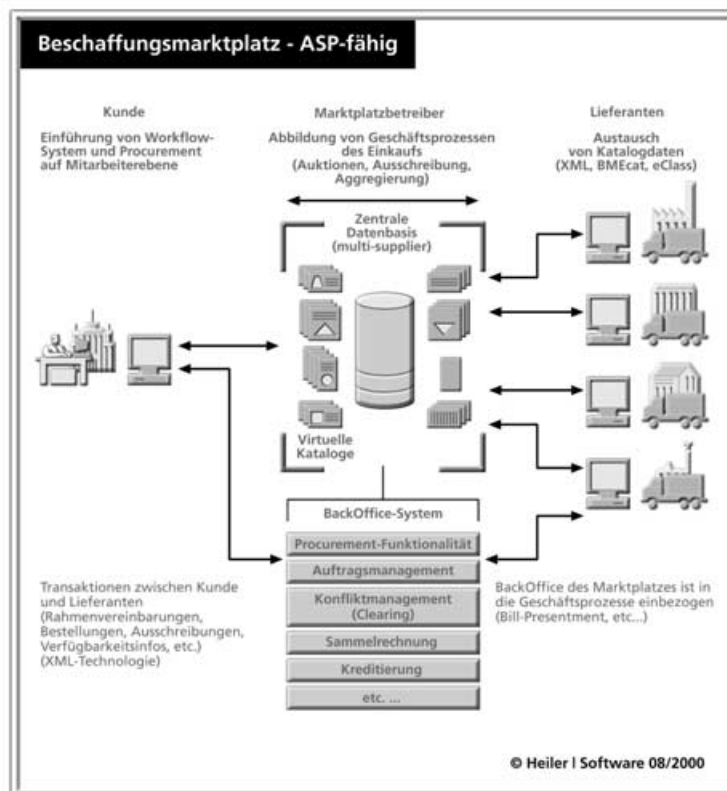 Beschaffungsmarktplatz - ASP-fähig
Kunde
Einführung von Workflow-
System und Procurement
auf Mitarbeiterebene
Marktplatzbetreiber
Abbildung von Geschäftsprozessen
des Einkaufs
(Auktionen, Ausschreibung,
Aggregierung)
Lieferanten
Austausch
von Katalogdaten
(XML, BMEcat, eClass)
Zentrale
Datenbasis
(multi-supplier)
Virtuelle
Kataloge
BackOffice-System
Procurement-Funktionalität
Auftragsmanagement
Konfliktmanagement
(Clearing)
Sammelrechnung
Kreditierung
etc. ...
Transaktionen zwischen Kunde
und Lieferanten
(Rahmenvereinbarungen,
Bestellungen, Ausschreibungen,
Verfügbarkeitsinfos, etc.)
(XML-Technologie)
BackOffice des Marktplatzes ist in
die Geschäftsprozesse einbezogen
(Bill-Presentment, etc...)
© Heiler | Software 08/2000